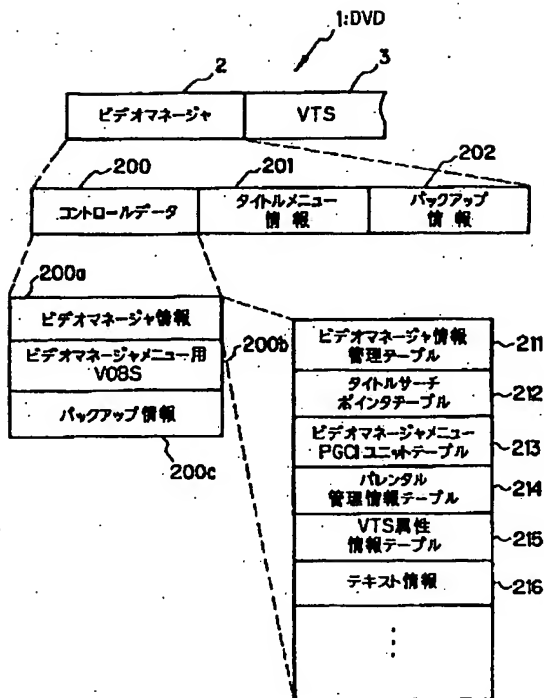 1:DVD
2
3
ビデオマネージャ
VTS
200
201
202
コントロールデータ
タイトルメニュー
情報
バックアップ
情報
200a
ビデオマネージャ情報
ビデオマネージャメニュー用
VOBS
200b
バックアップ情報
200c
ビデオマネージャ情報
管理テーブル
211
タイトルサーチ
ポインタテーブル
212
ビデオマネージャメニュー
PGCIユニットテーブル
213
パレンタル
管理情報テーブル
214
VTS属性
情報テーブル
215
テキスト情報
216